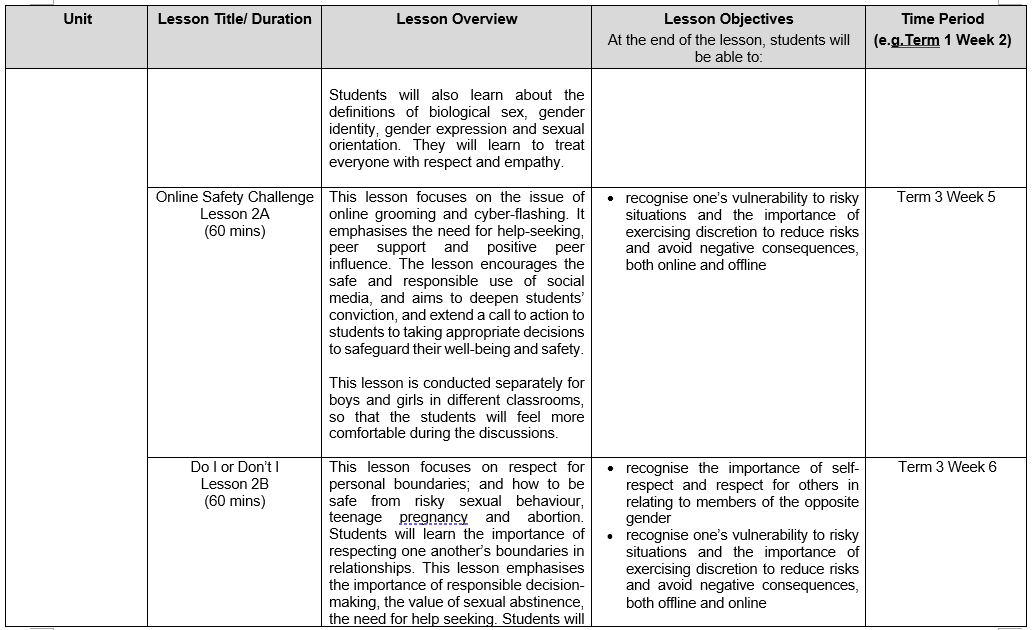 Unit
Lesson Title/ Duration
Lesson Overview
Lesson Objectives
At the end of the lesson, students will
be able to:
Time Period
(e.g.Term 1 Week 2)
Students will also learn about the
definitions of biological sex, gender
identity, gender expression and sexual
orientation. They will learn to treat
everyone with respect and empathy.
Online Safety Challenge
Lesson 2A
(60 mins)
This lesson focuses on the issue of
online grooming and cyber-flashing. It
emphasises the need for help-seeking,
peer support and positive peer
influence. The lesson encourages the
safe and responsible use of social
media, and aims to deepen students’
conviction, and extend a call to action to
students to taking appropriate decisions
to safeguard their well-being and safety.
This lesson is conducted separately for
boys and girls in different classrooms,
so that the students will feel more
comfortable during the discussions.
• recognise one’s vulnerability to risky
situations and the importance of
exercising discretion to reduce risks
and avoid negative consequences,
both online and offline
Term 3 Week 5
Do I or Don’t I
Lesson 2B
(60 mins)
This lesson focuses on respect for
personal boundaries; and how to be
safe from risky sexual behaviour,
teenage pregnancy and abortion.
Students will learn the importance of
respecting one another’s boundaries in
relationships. This lesson emphasises
the importance of responsible decision-
making, the value of sexual abstinence,
the need for help seeking. Students will
• recognise the importance of self-
respect and respect for others in
relating to members of the opposite
gender
• recognise one’s vulnerability to risky
situations and the importance of
exercising discretion to reduce risks
and avoid negative consequences,
both offline and online
Term 3 Week 6